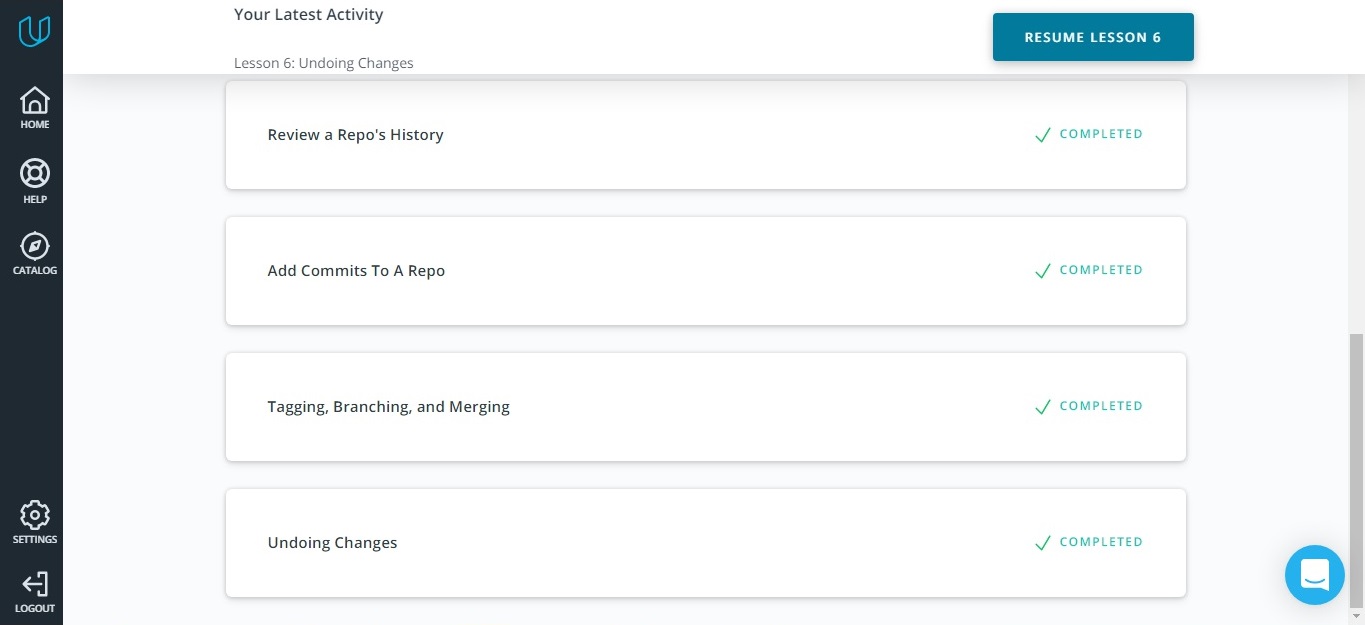 Your Latest Activity
RESUME LESSON 6
Lesson 6: Undoing Changes
HOME
HELP
CATALOG
SETTINGS
LOGOUT
Review a Repo's History
COMPLETED
Add Commits To A Repo
COMPLETED
Tagging, Branching, and Merging
COMPLETED
Undoing Changes
COMPLETED